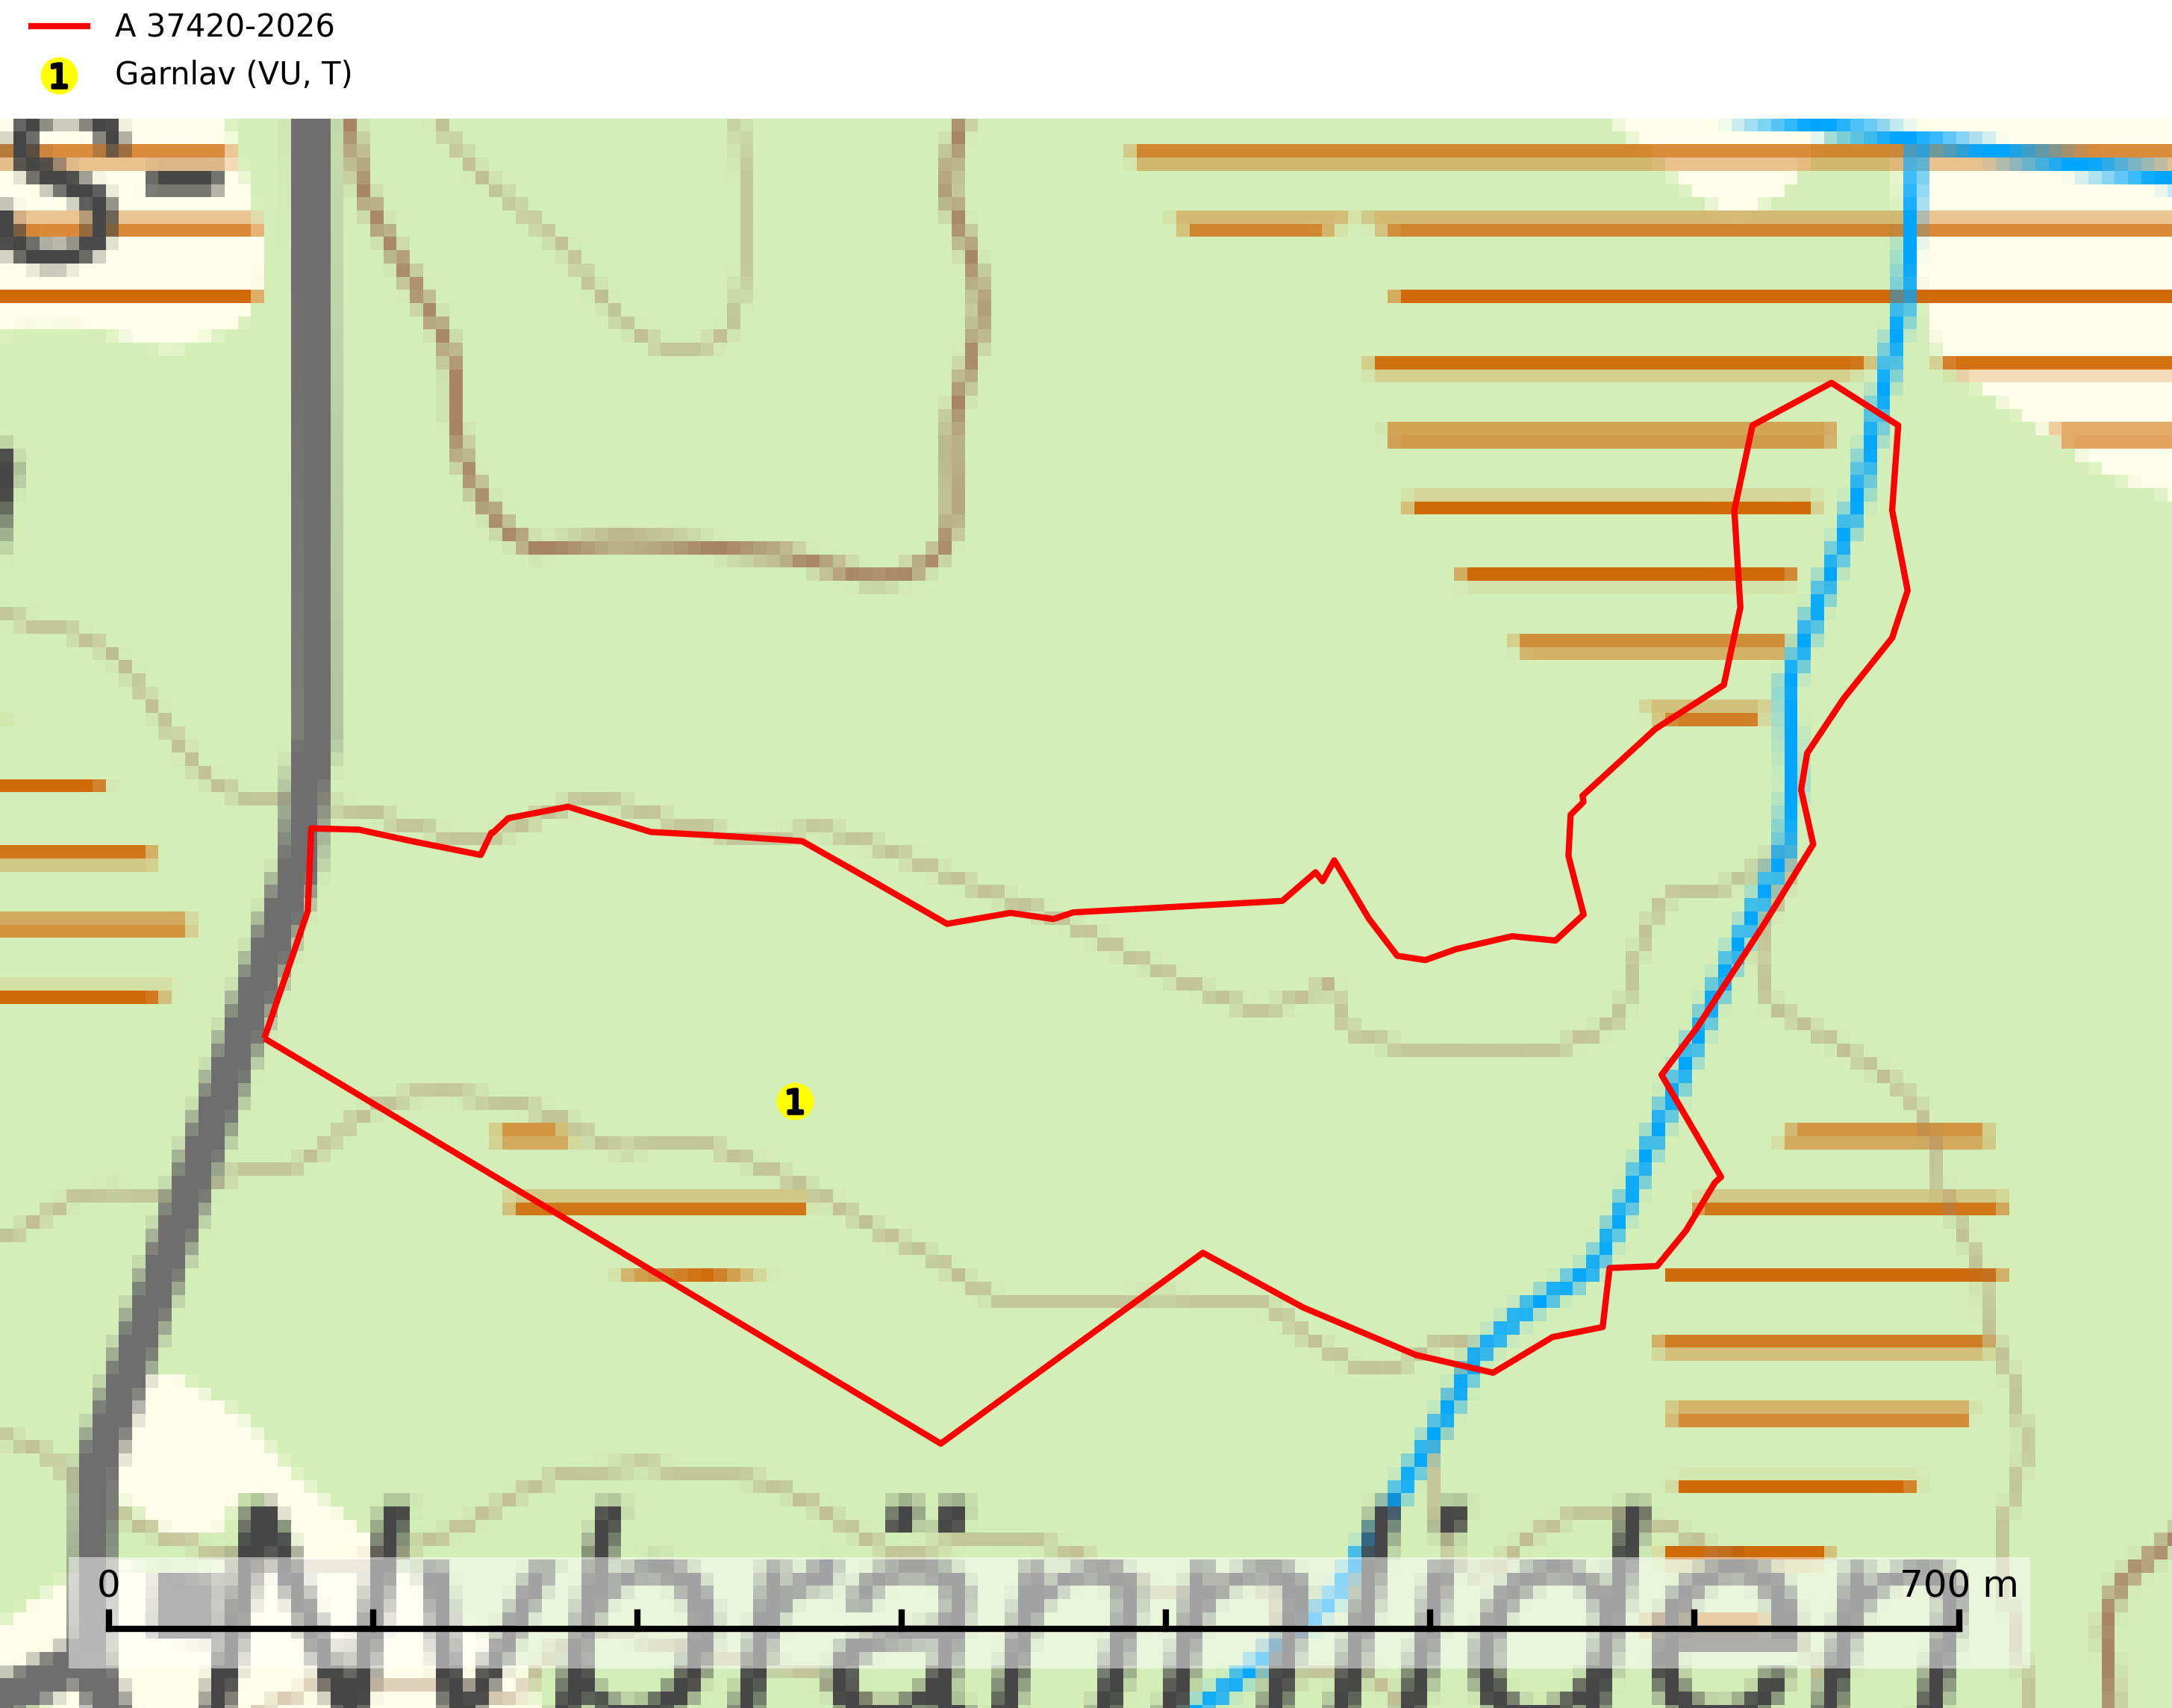 A 37420-2026
1 Garnlav (VU, T)
1
Nybrännliden
0 700 m